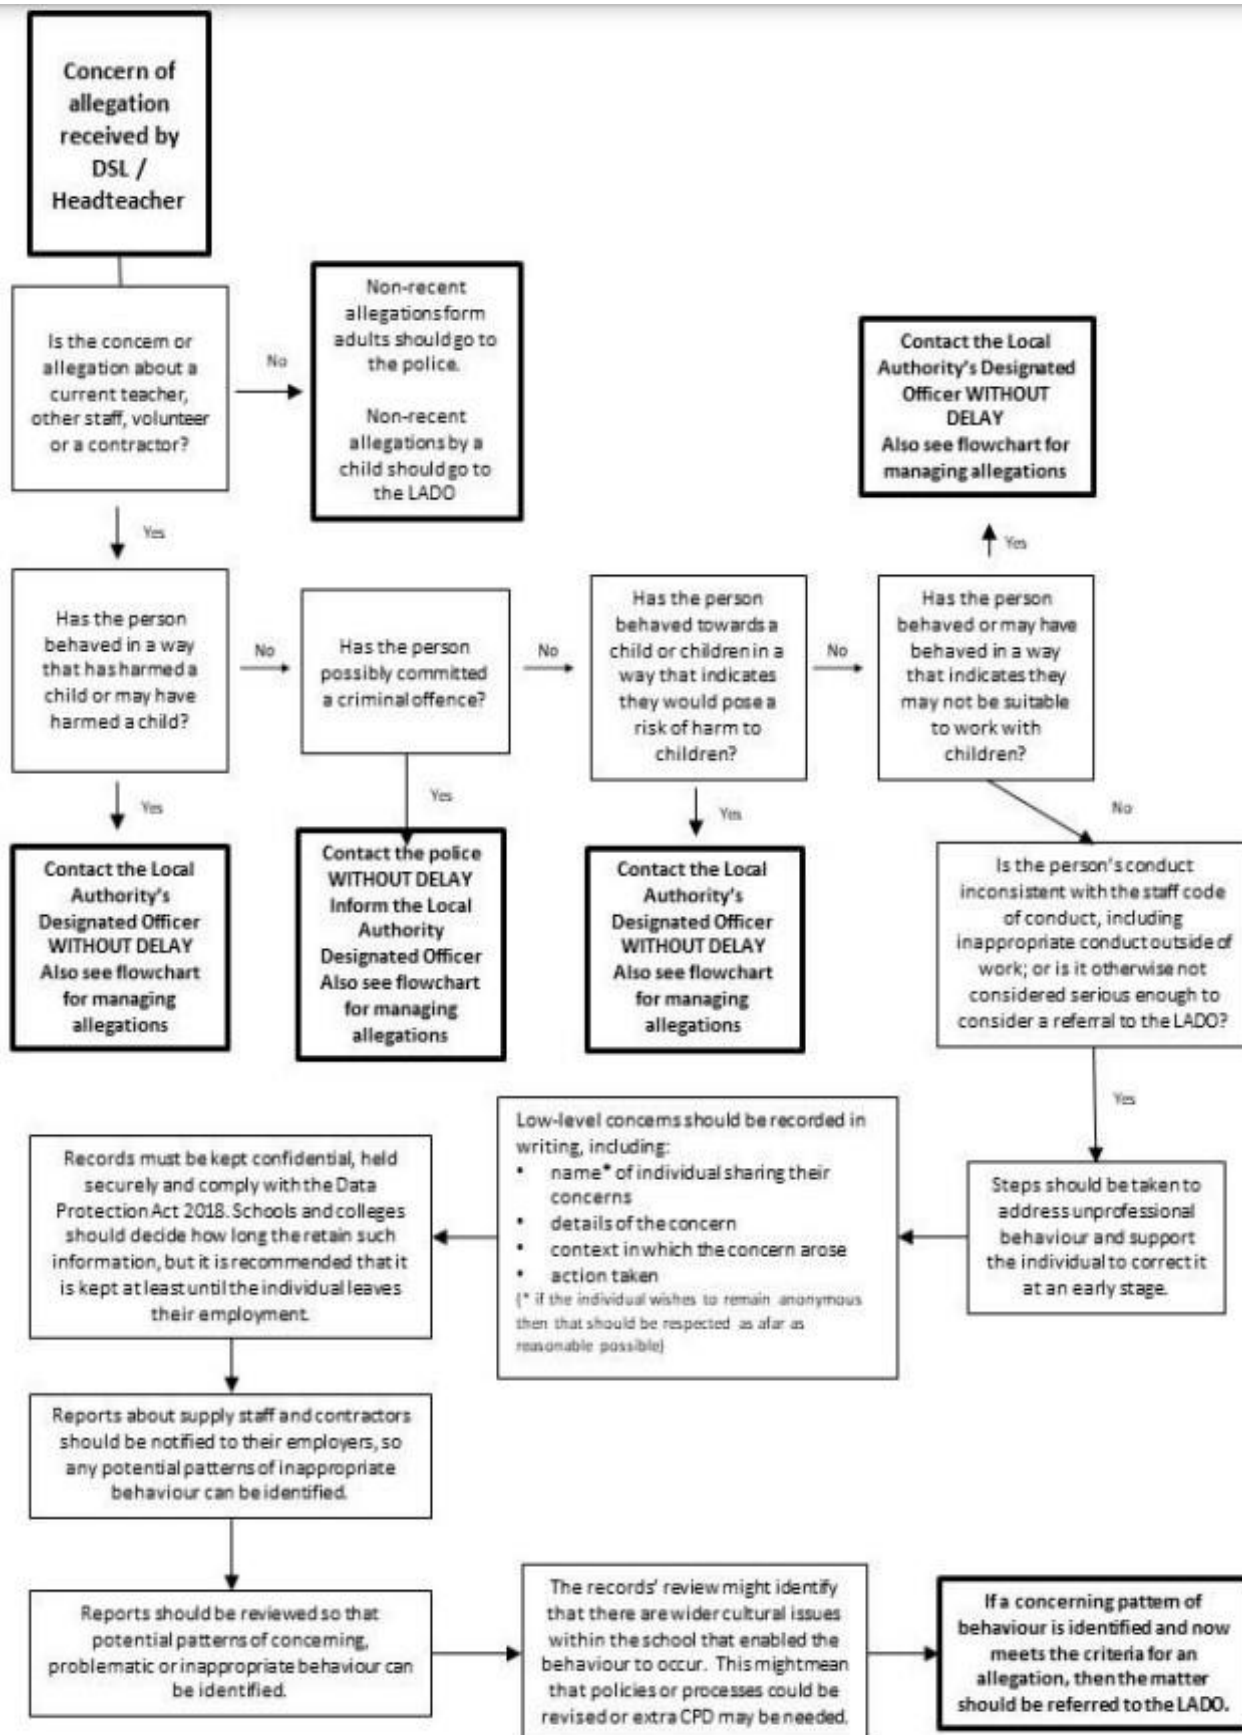 Concern of
allegation
received by
DSL /
Headteacher
Is the concern or
allegation about a
current teacher,
other staff, volunteer
or a contractor?
No
Non-recent
allegations form
adults should go to
the police.
Non-recent
allegations by a
child should go to
the LADO
Contact the Local
Authority's Designated
Officer WITHOUT
DELAY
Also see flowchart for
managing allegations
Yes
Yes
Has the person
behaved in a way
that has harmed a
child or may have
harmed a child?
No
Has the person
possibly committed
a criminal offence?
No
Has the person
behaved towards a
child or children in a
way that indicates
they would pose a
risk of harm to
children?
No
Has the person
behaved or may have
behaved in a way
that indicates they
may not be suitable
to work with
children?
Yes
Yes
Yes
No
Contact the Local
Authority's
Designated Officer
WITHOUT DELAY
Also see flowchart
for managing
allegations
Contact the police
WITHOUT DELAY
Inform the Local
Authority
Designated Officer
Also see flowchart
for managing
allegations
Contact the Local
Authority's
Designated Officer
WITHOUT DELAY
Also see flowchart
for managing
allegations
Is the person's conduct
inconsistent with the staff code
of conduct, including
inappropriate conduct outside of
work; or is it otherwise not
considered serious enough to
consider a referral to the LADO?
Yes
Steps should be taken to
address unprofessional
behaviour and support
the individual to correct it
at an early stage.
Low-level concerns should be recorded in
writing, including:
• name* of individual sharing their
concerns
• details of the concern
• context in which the concern arose
• action taken
(* if the individual wishes to remain anonymous
then that should be respected as afar as
reasonable possible)
Records must be kept confidential, held
securely and comply with the Data
Protection Act 2018. Schools and colleges
should decide how long the retain such
information, but it is recommended that it
is kept at least until the individual leaves
their employment.
Reports about supply staff and contractors
should be notified to their employers, so
any potential patterns of inappropriate
behaviour can be identified.
Reports should be reviewed so that
potential patterns of concerning,
problematic or inappropriate behaviour can
be identified.
The records' review might identify
that there are wider cultural issues
within the school that enabled the
behaviour to occur. This might mean
that policies or processes could be
revised or extra CPD may be needed.
If a concerning pattern of
behaviour is identified and now
meets the criteria for an
allegation, then the matter
should be referred to the LADO.